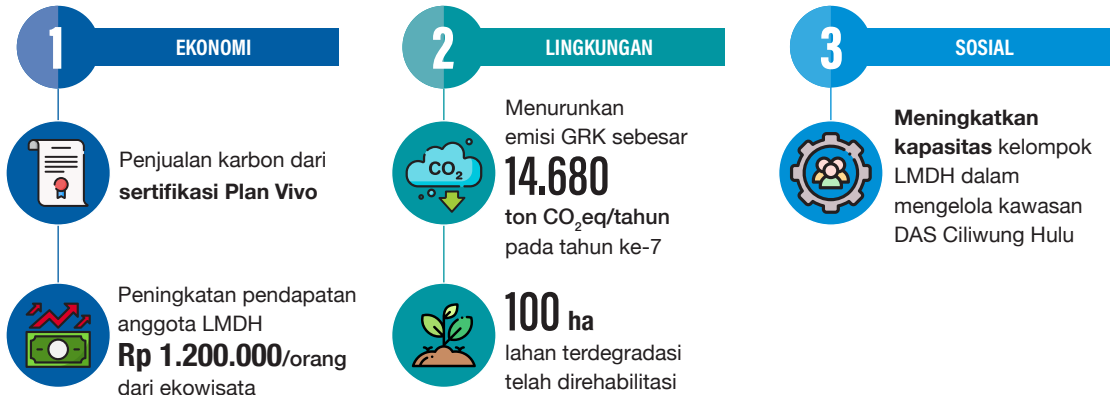 1
EKONOMI
Penjualan karbon dari
sertifikasi Plan Vivo
Peningkatan pendapatan
anggota LMDH
Rp 1.200.000/orang
dari ekowisata
2
LINGKUNGAN
Menurunkan
emisi GRK sebesar
CO₂
14.680
ton CO₂eq/tahun
pada tahun ke-7
100 ha
lahan terdegradasi
telah direhabilitasi
3
SOSIAL
Meningkatkan
kapasitas kelompok
LMDH dalam
mengelola kawasan
DAS Ciliwung Hulu